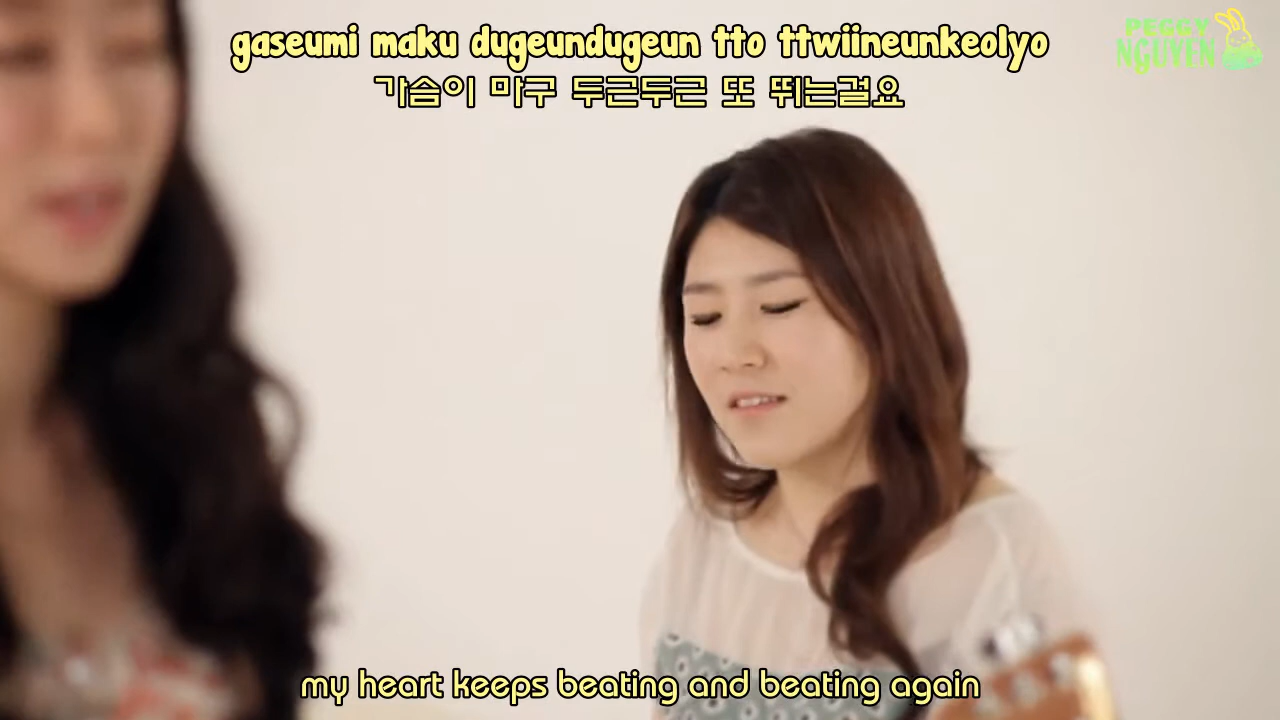 gaseumi maku dugeundugeun tto ttwiineunkeolyo
가슴이 마구 두근두근 또 뛰는걸요
PEGGY
NGUYEN
my heart keeps beating and beating again